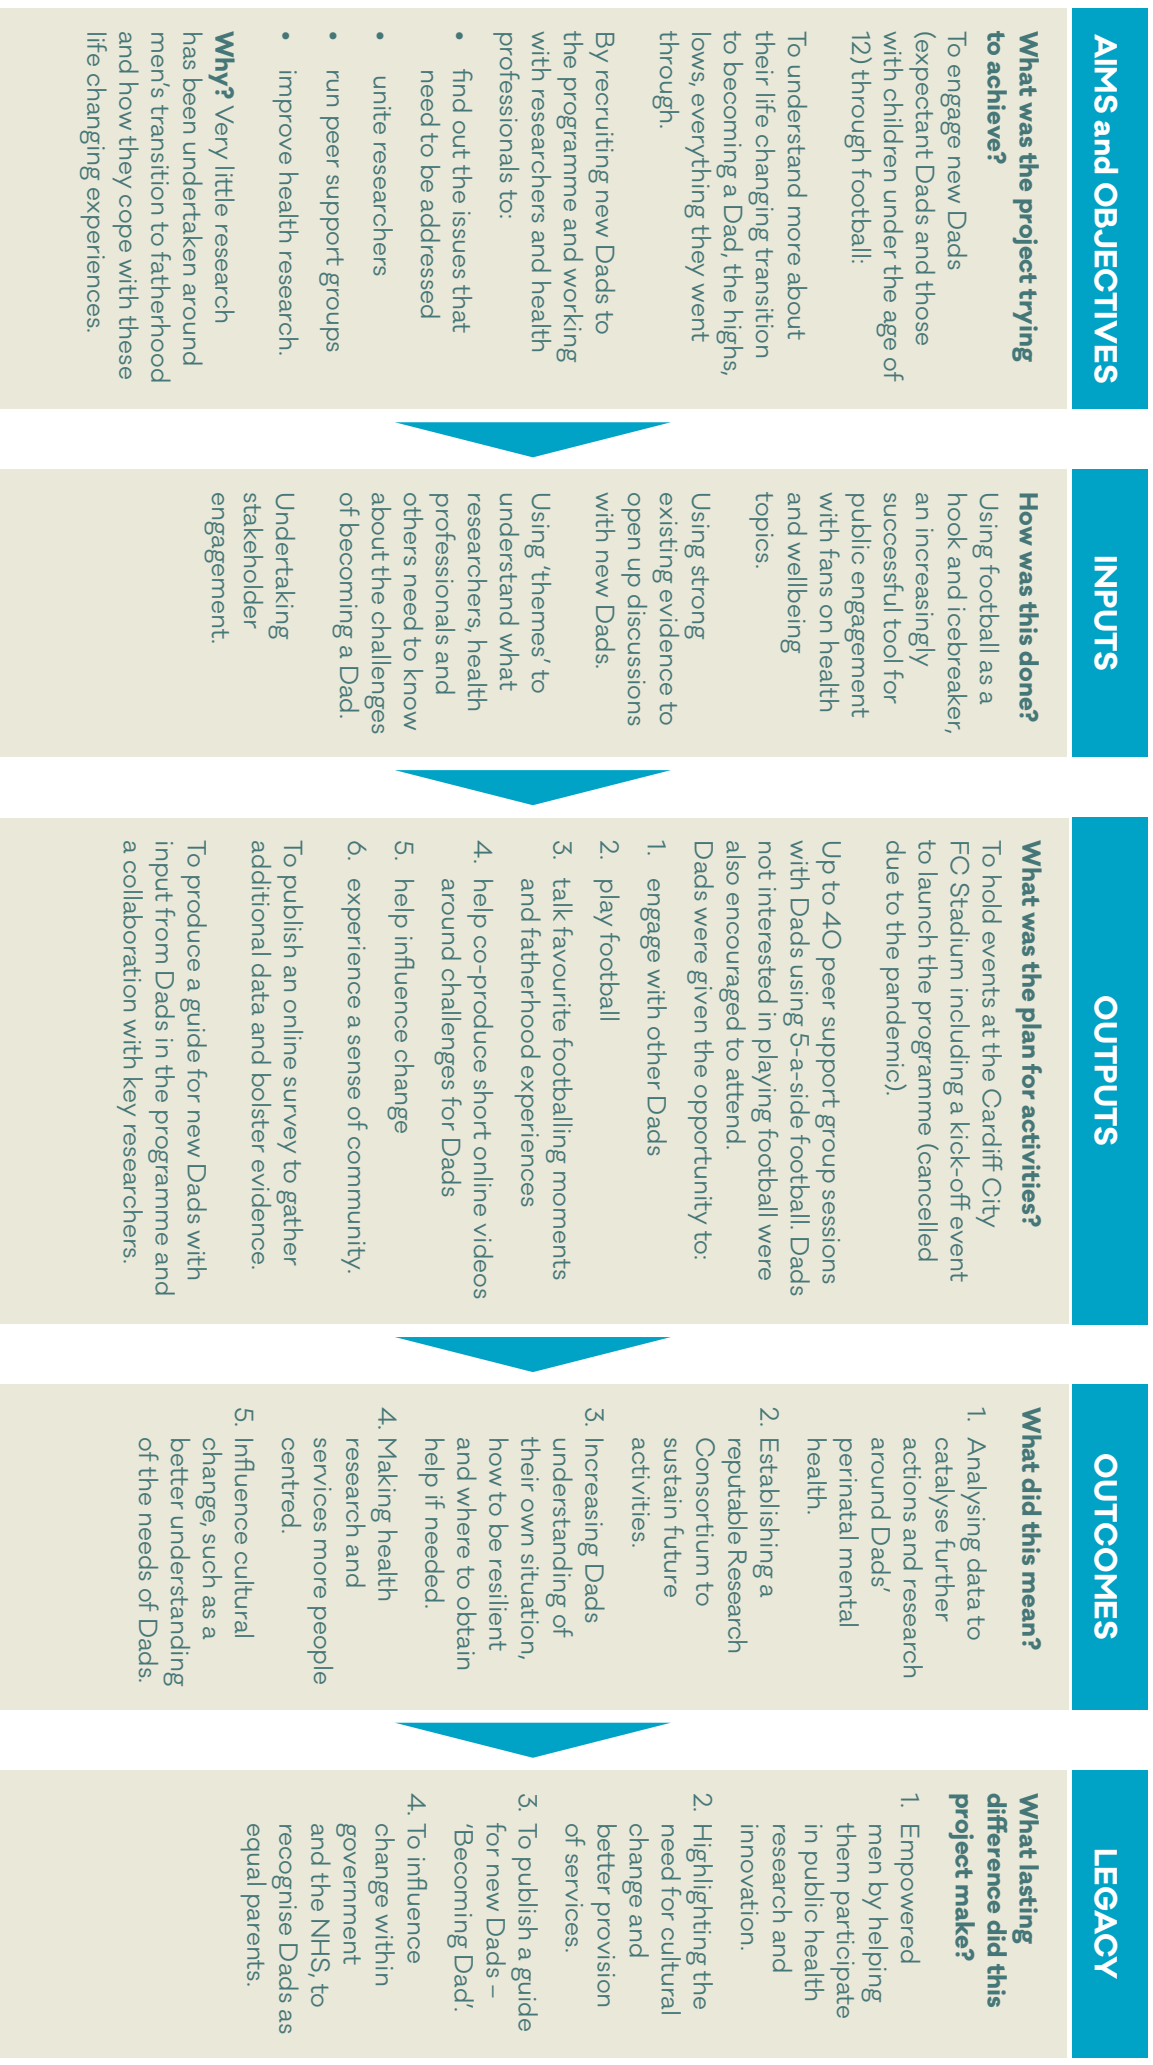 AIMS and OBJECTIVES
What was the project trying
to achieve?
To engage new Dads
(expectant Dads and those
with children under the age of
12) through football:
To understand more about
their life changing transition
to becoming a Dad, the highs,
lows, everything they went
through.
By recruiting new Dads to
the programme and working
with researchers and health
professionals to:
• find out the issues that
need to be addressed
• unite researchers
• run peer support groups
• improve health research.
Why? Very little research
has been undertaken around
men's transition to fatherhood
and how they cope with these
life changing experiences.
INPUTS
How was this done?
Using football as a
hook and icebreaker,
an increasingly
successful tool for
public engagement
with fans on health
and wellbeing
topics.
Using strong
existing evidence to
open up discussions
with new Dads.
Using 'themes' to
understand what
researchers, health
professionals and
others need to know
about the challenges
of becoming a Dad.
Undertaking
stakeholder
engagement.
OUTPUTS
What was the plan for activities?
To hold events at the Cardiff City
FC Stadium including a kick-off event
to launch the programme (cancelled
due to the pandemic).
Up to 40 peer support group sessions
with Dads using 5-a-side football. Dads
not interested in playing football were
also encouraged to attend.
Dads were given the opportunity to:
1. engage with other Dads
2. play football
3. talk favourite footballing moments
and fatherhood experiences
4. help co-produce short online videos
around challenges for Dads
5. help influence change
6. experience a sense of community.
To publish an online survey to gather
additional data and bolster evidence.
To produce a guide for new Dads with
input from Dads in the programme and
a collaboration with key researchers.
OUTCOMES
What did this mean?
1. Analysing data to
catalyse further
actions and research
around Dads'
perinatal mental
health.
2. Establishing a
reputable Research
Consortium to
sustain future
activities.
3. Increasing Dads
understanding of
their own situation,
how to be resilient
and where to obtain
help if needed.
4. Making health
research and
services more people
centred.
5. Influence cultural
change, such as a
better understanding
of the needs of Dads.
LEGACY
What lasting
difference did this
project make?
1. Empowered
men by helping
them participate
in public health
research and
innovation.
2. Highlighting the
need for cultural
change and
better provision
of services.
3. To publish a guide
for new Dads –
'Becoming Dad'.
4. To influence
change within
government
and the NHS, to
recognise Dads as
equal parents.